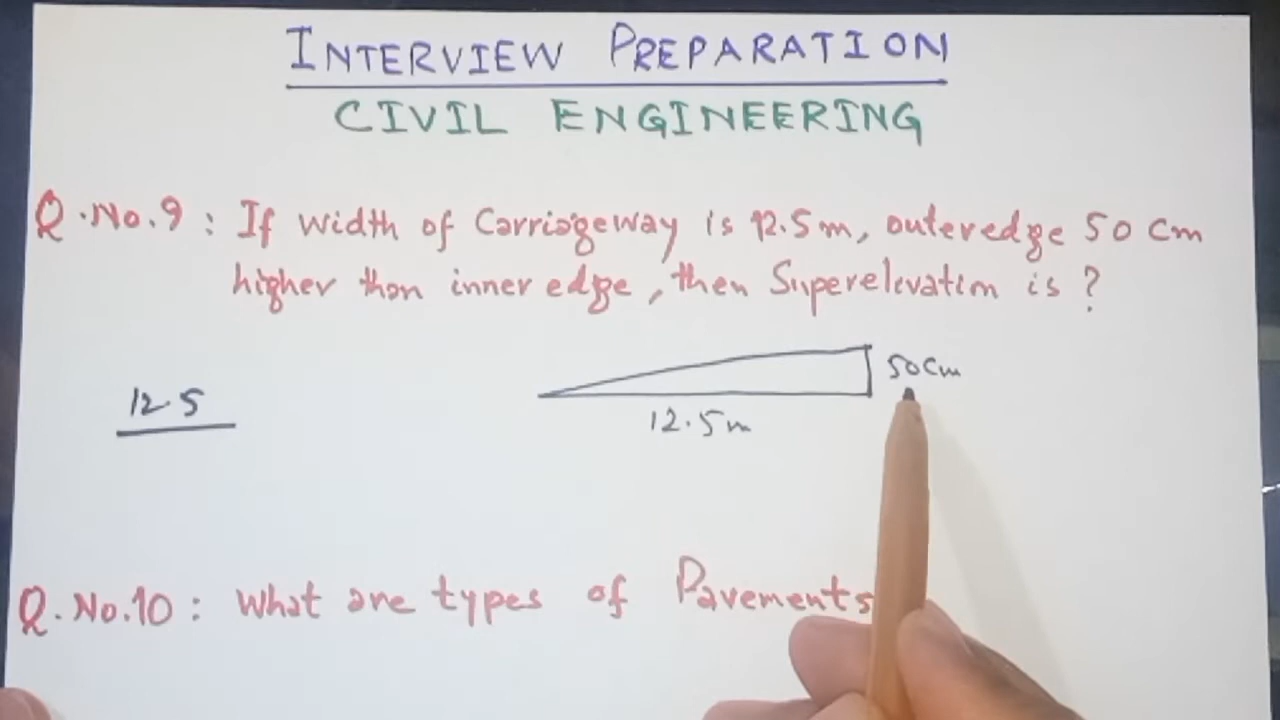 INTERVIEW PREPARATION
CIVIL ENGINEERING
Q.No.9: If width of Carriageway is 12.5m, outeredge 50 cm
higher than inner edge, then Superelevation is?
50cm
12.5
12.5m
Q.No.10: What are types of Pavements